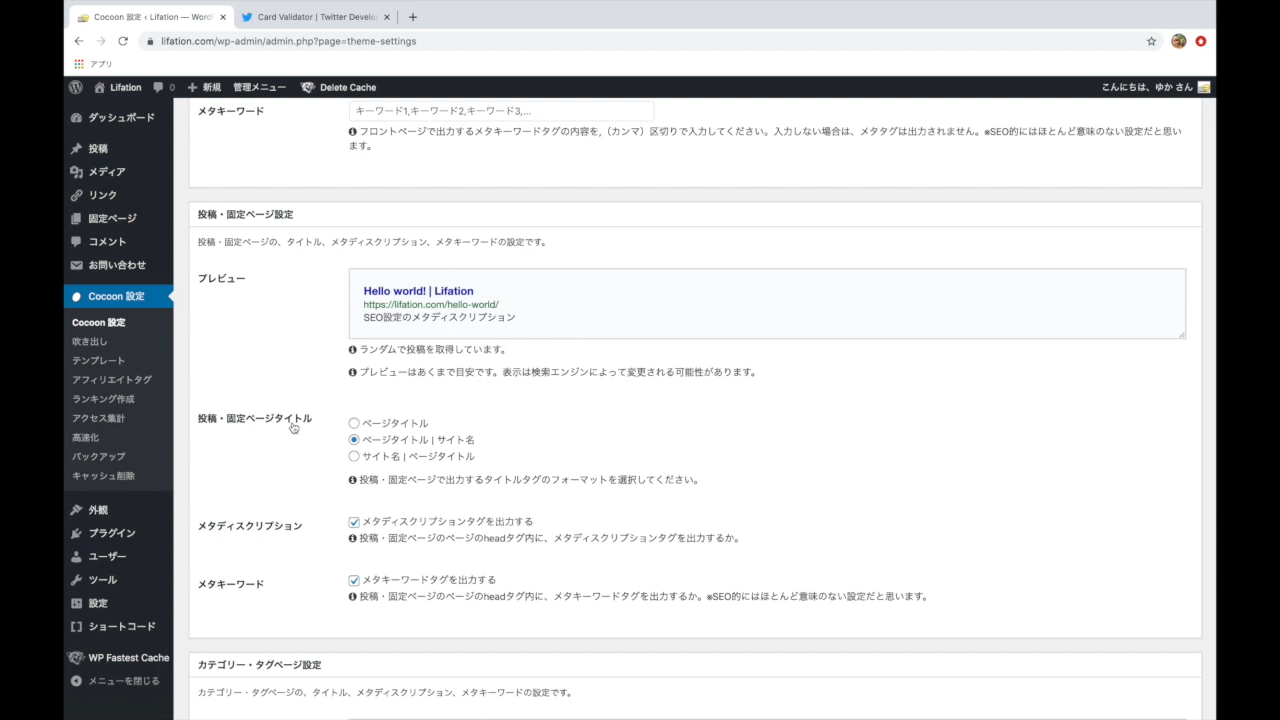 Cocoon 設定 ‹ Lifation — Word
Card Validator | Twitter Develo
lifation.com/wp-admin/admin.php?page=theme-settings
アプリ
Lifation 0 新規 管理メニュー Delete Cache こんにちは、ゆか さん
ダッシュボード
投稿
メディア
リンク
固定ページ
コメント
お問い合わせ
Cocoon 設定
Cocoon 設定
吹き出し
テンプレート
アフィリエイトタグ
ランキング作成
アクセス集計
高速化
バックアップ
キャッシュ削除
外観
プラグイン
ユーザー
ツール
設定
ショートコード
WP Fastest Cache
メニューを閉じる
メタキーワード
キーワード1,キーワード2,キーワード3,...
フロントページで出力するメタキーワードタグの内容を,（カンマ）区切りで入力してください。入力しない場合は、メタタグは出力されません。※SEO的にはほとんど意味のない設定だと思い
ます。
投稿・固定ページ設定
投稿・固定ページの、タイトル、メタディスクリプション、メタキーワードの設定です。
プレビュー
Hello world! | Lifation
https://lifation.com/hello-world/
SEO設定のメタディスクリプション
ランダムで投稿を取得しています。
プレビューはあくまで目安です。表示は検索エンジンによって変更される可能性があります。
投稿・固定ページタイトル
ページタイトル
ページタイトル | サイト名
サイト名 | ページタイトル
投稿・固定ページで出力するタイトルタグのフォーマットを選択してください。
メタディスクリプション
メタディスクリプションタグを出力する
投稿・固定ページのページのheadタグ内に、メタディスクリプションタグを出力するか。
メタキーワード
メタキーワードタグを出力する
投稿・固定ページのページのheadタグ内に、メタキーワードタグを出力するか。※SEO的にはほとんど意味のない設定だと思います。
カテゴリー・タグページ設定
カテゴリー・タグページの、タイトル、メタディスクリプション、メタキーワードの設定です。